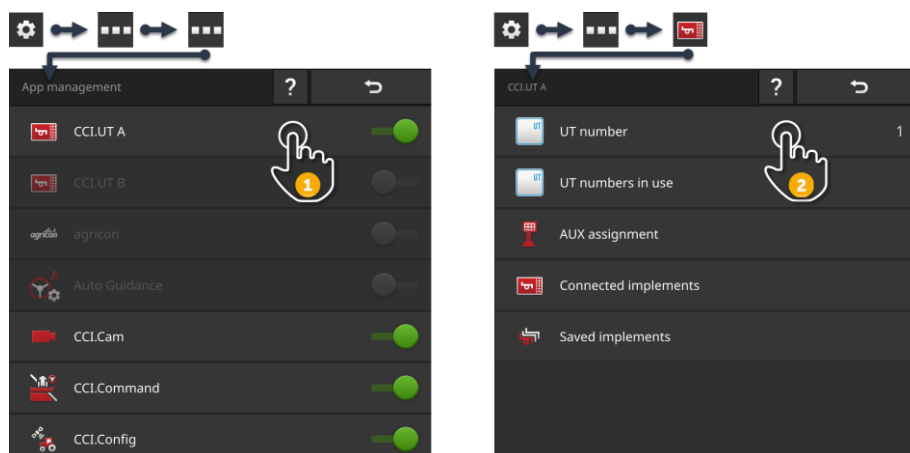 App management
?
CCI.UT A
1
CCI.UT B
agricon
agricon
Auto Guidance
CCI.Cam
CCI.Command
CCI.Config
CCI.UT A
?
UT
UT number
1
2
UT
UT numbers in use
AUX assignment
Connected implements
Saved implements